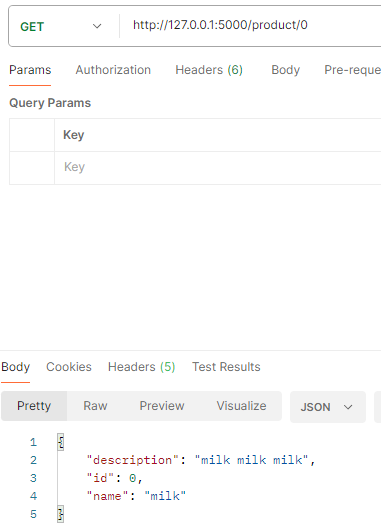 GET http://127.0.0.1:5000/product/0
Params Authorization Headers (6) Body Pre-reque
Query Params
Key
Key
Body Cookies Headers (5) Test Results
Pretty Raw Preview Visualize JSON
1 {
2 "description": "milk milk milk",
3 "id": 0,
4 "name": "milk"
5 }